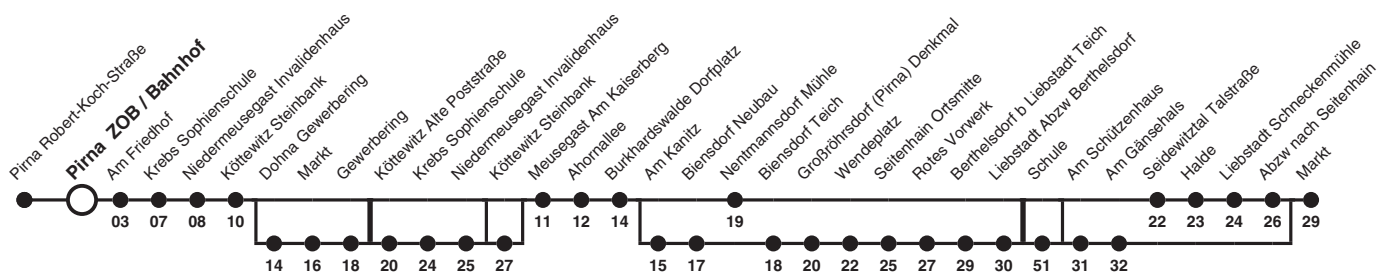 Pirna Robert-Koch-Straße
Pirna ZOB / Bahnhof
Am Friedhof
Krebs Sophienschule
Niedermeusegast Invalidenhaus
Köttewitz Steinbank
Dohna Gewerbering
Markt
Gewerbering
Köttewitz Alte Poststraße
Krebs Sophienschule
Niedermeusegast Invalidenhaus
Köttewitz Steinbank
Meusegast Am Kaiserberg
Ahornallee
Burkhardswalde Dorfplatz
Am Kanitz
Biensdorf Neubau
Nentmannsdorf Mühle
Biensdorf Teich
Großröhrsdorf (Pirna) Denkmal
Wendeplatz
Seitenhain Ortsmitte
Rotes Vorwerk
Berthelsdorf b Liebstadt Teich
Liebstadt Abzw Berthelsdorf
Schule
Am Schützenhaus
Am Gänsehals
Seidewitztal Talstraße
Halde
Liebstadt Schneckenmühle
Abzw nach Seitenhain
Markt
03 07 08 10 11 12 14 19 22 23 24 26 29
14 16 18 20 24 25 27 15 17 18 20 22 25 27 29 30 51 31 32